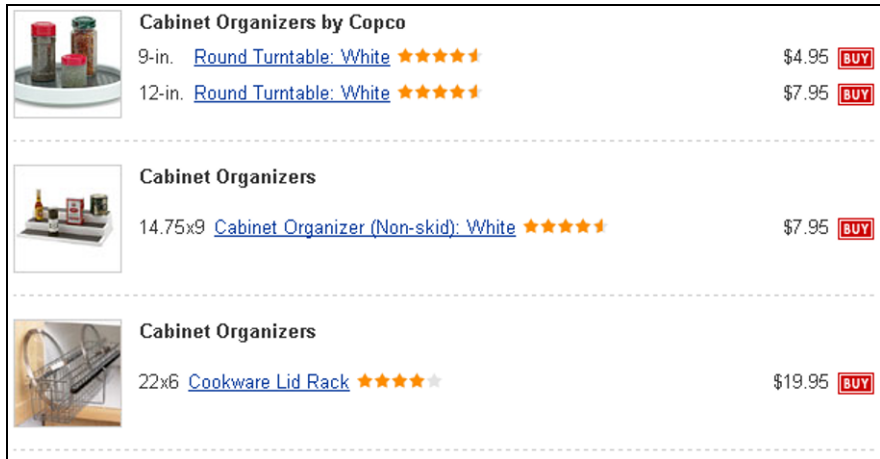 Cabinet Organizers by Copco
9-in. Round Turntable: White $4.95 BUY
12-in. Round Turntable: White $7.95 BUY
Cabinet Organizers
14.75x9 Cabinet Organizer (Non-skid): White $7.95 BUY
Cabinet Organizers
22x6 Cookware Lid Rack $19.95 BUY